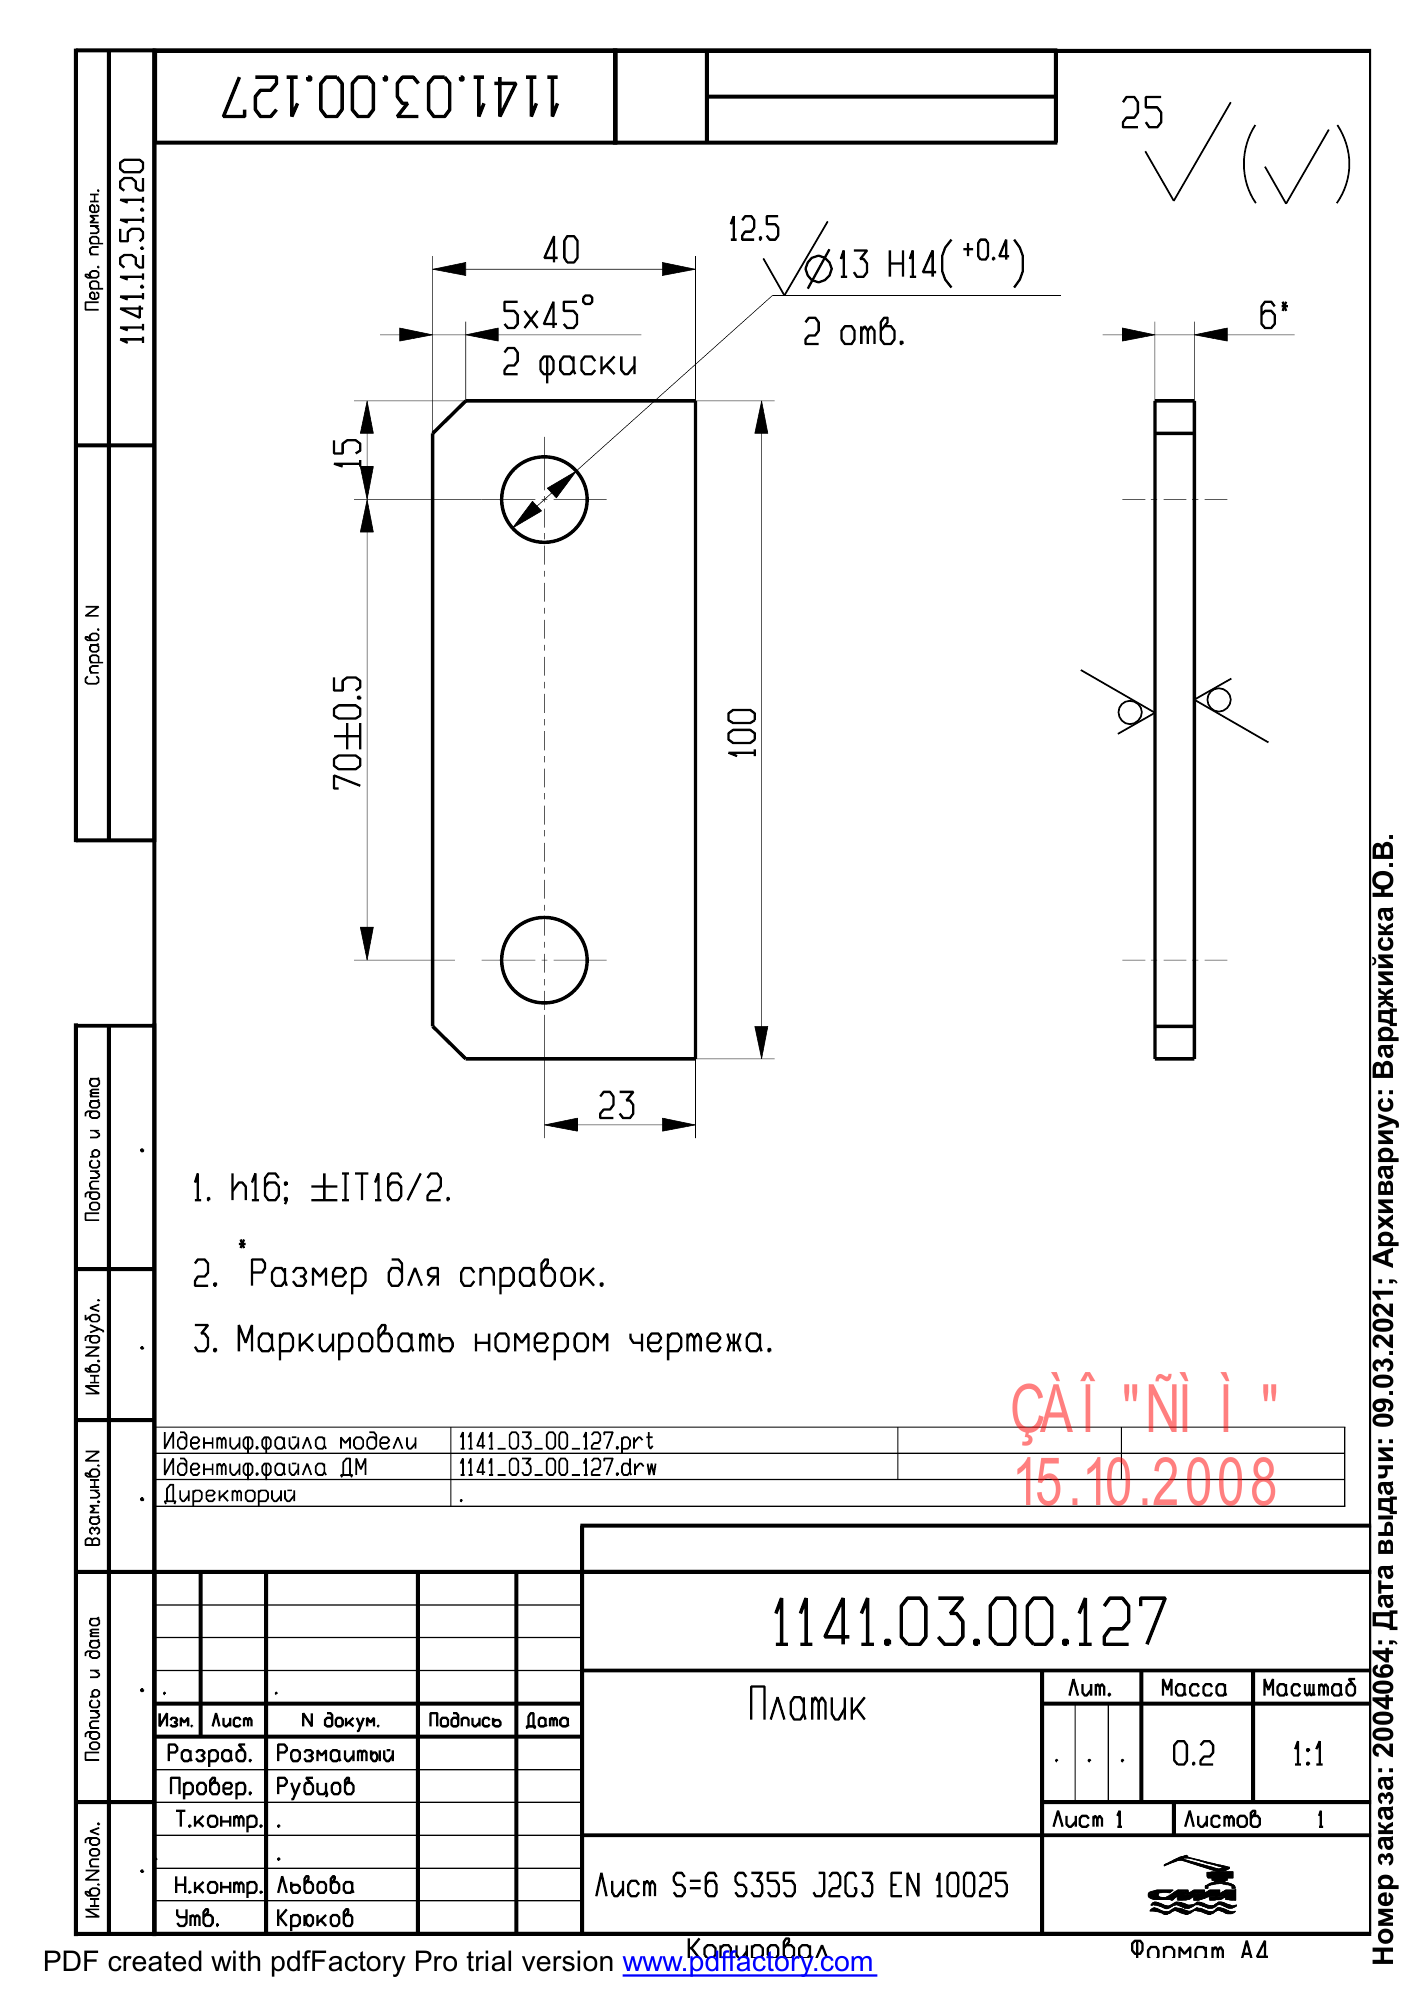 1141.03.00.127
Перв. примен.
1141.12.51.120
Справ. N
Подпись и дата
Инв.Nдубл.
Взам.инв.N
Подпись и дата
Инв.Nподл.
25
40
12.5
⌀13 H14(+0.4)
2 отв.
5x45°
2 фаски
6*
15
70±0.5
100
23
1. h16; ±IT16/2.
2. *Размер для справок.
3. Маркировать номером чертежа.
ÇÀÎ "ÑÌ Ì "
15.10.2008
Идентиф.файла модели 1141_03_00_127.prt
Идентиф.файла ДМ 1141_03_00_127.drw
Директорий .
1141.03.00.127
Платик
Лит. Масса Масштаб
. . . 0.2 1:1
Лист 1 Листов 1
Изм. Лист N докум. Подпись Дата
Разраб. Розмаитый
Провер. Рубцов
Т.контр. .
Н.контр. Львова
Утв. Крюков
Лист S=6 S355 J2G3 EN 10025
СММ
Копировал
Формат А4
PDF created with pdfFactory Pro trial version www.pdffactory.com
Номер заказа: 2004064; Дата выдачи: 09.03.2021; Архивариус: Варджийска Ю.В.